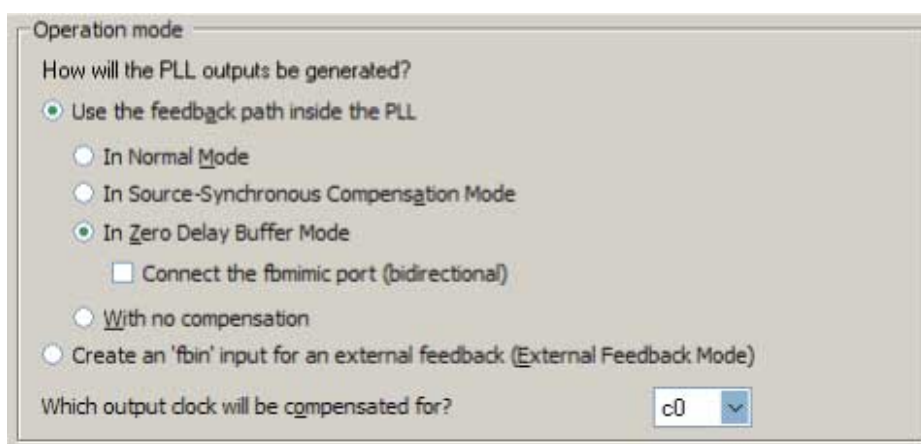 Operation mode
How will the PLL outputs be generated?
Use the feedback path inside the PLL
In Normal Mode
In Source-Synchronous Compensation Mode
In Zero Delay Buffer Mode
Connect the fbmimic port (bidirectional)
With no compensation
Create an 'fbin' input for an external feedback (External Feedback Mode)
Which output clock will be compensated for? c0